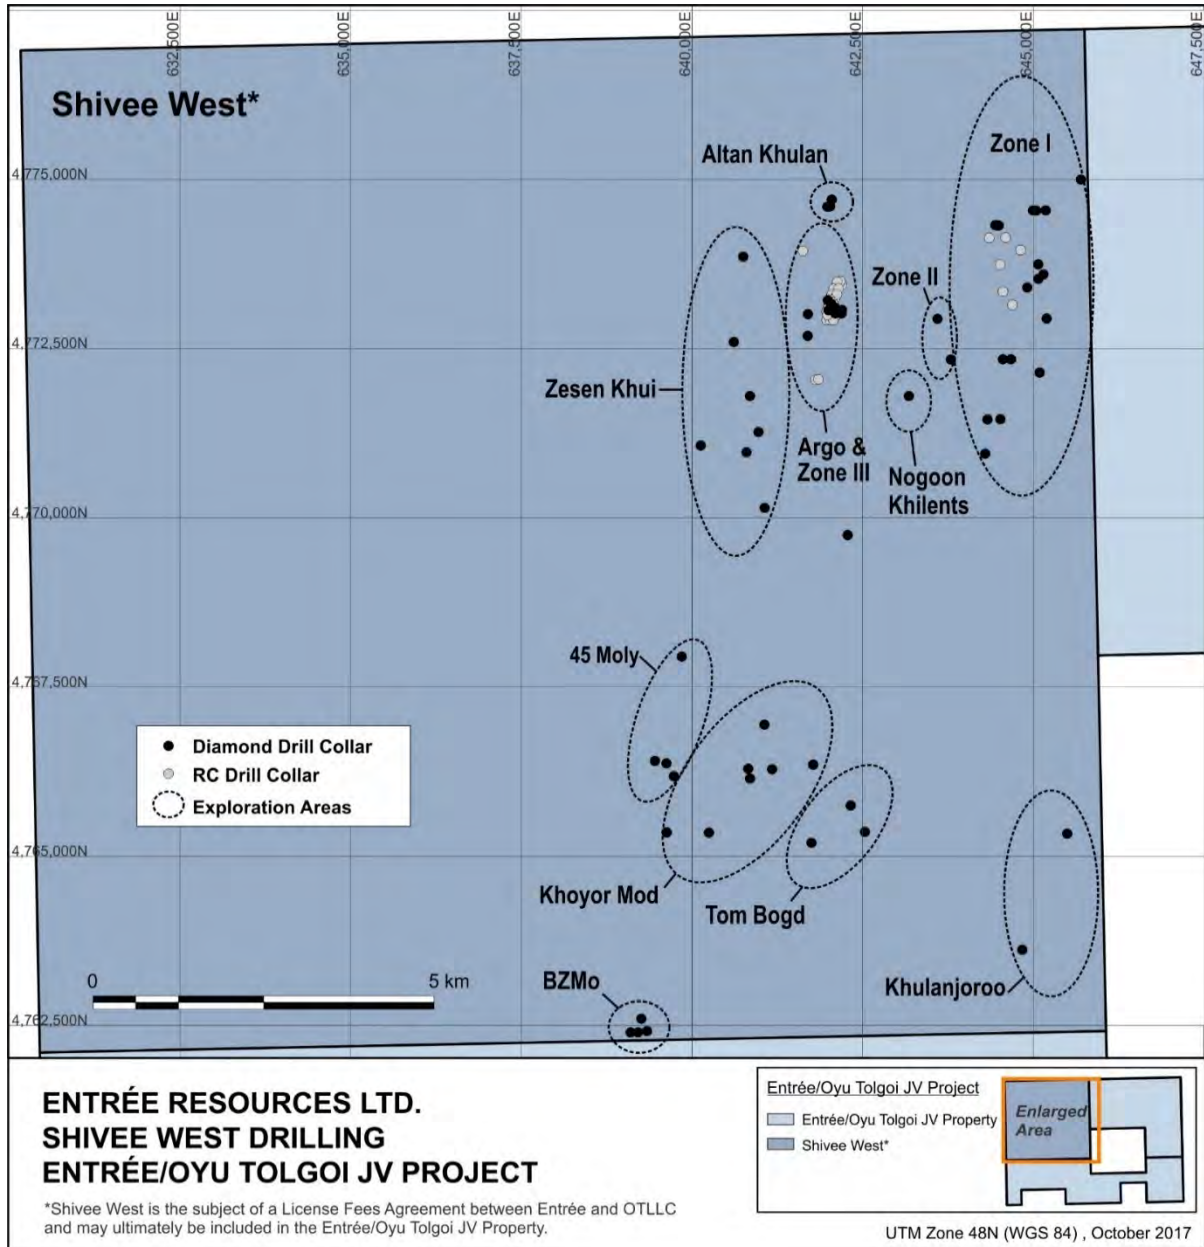 632,500E
635,000E
637,500E
640,000E
642,500E
645,000E
647,500E
Shivee West*
Zone I
Altan Khulan
4,775,000N
Zone II
4,772,500N
Zesen Khui
Argo &
Zone III
Nogoon
Khilents
4,770,000N
45 Moly
4,767,500N
Diamond Drill Collar
RC Drill Collar
Exploration Areas
4,765,000N
Khoyor Mod
Tom Bogd
Khulanjoroo
0
5 km
BZMo
4,762,500N
ENTRÉE RESOURCES LTD.
SHIVEE WEST DRILLING
ENTRÉE/OYU TOLGOI JV PROJECT
*Shivee West is the subject of a License Fees Agreement between Entrée and OTLLC
and may ultimately be included in the Entrée/Oyu Tolgoi JV Property.
Entrée/Oyu Tolgoi JV Project
Entrée/Oyu Tolgoi JV Property
Shivee West*
Enlarged
Area
UTM Zone 48N (WGS 84) , October 2017